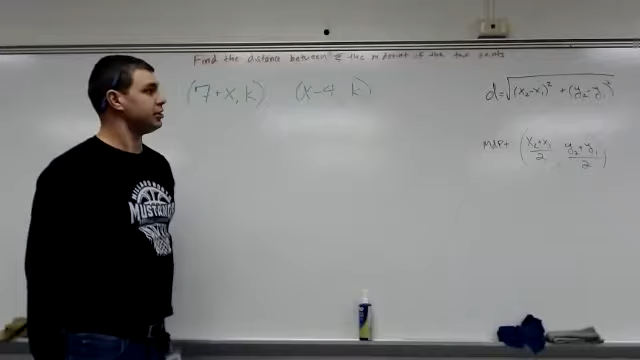 Find the distance between & the midpoint of the two points
(7+x, k) (x-4 k)
d=√(x₂-x₁)² + (y₂-y₁)²
MdPt (x₂+x₁/2 y₂+y₁/2)
MUSTANGS